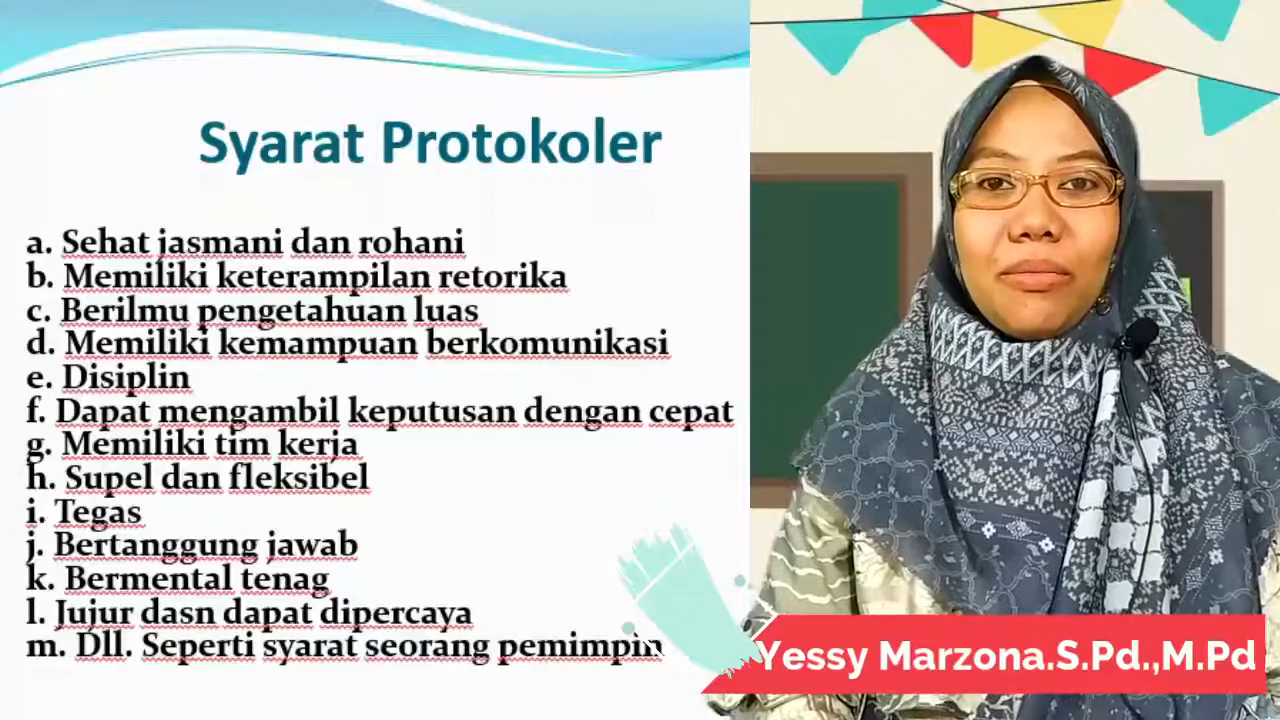 Syarat Protokoler
a. Sehat jasmani dan rohani
b. Memiliki keterampilan retorika
c. Berilmu pengetahuan luas
d. Memiliki kemampuan berkomunikasi
e. Disiplin
f. Dapat mengambil keputusan dengan cepat
g. Memiliki tim kerja
h. Supel dan fleksibel
i. Tegas
j. Bertanggung jawab
k. Bermental tenag
l. Jujur dasn dapat dipercaya
m. Dll. Seperti syarat seorang pemimpin
Yessy Marzona.S.Pd.,M.Pd